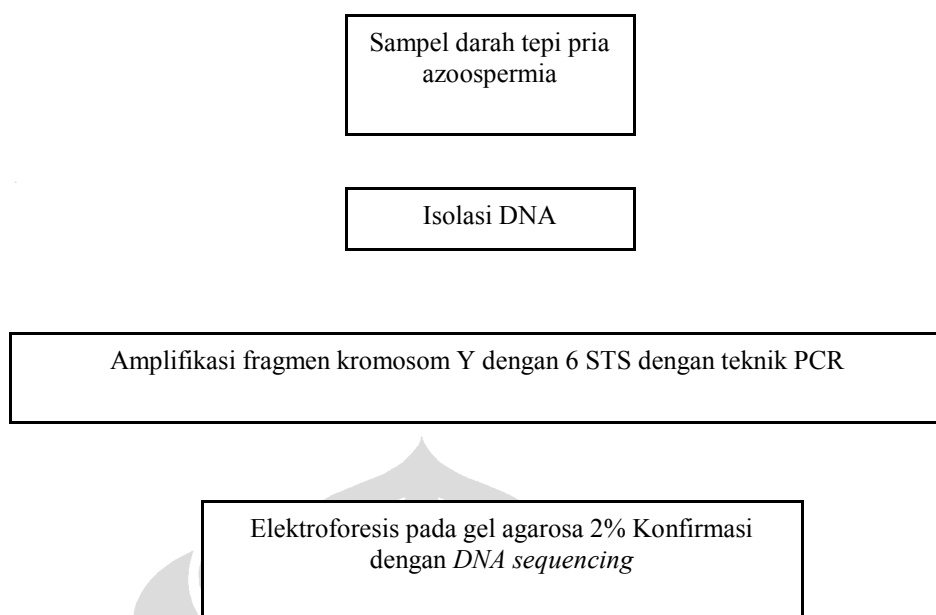 Sampel darah tepi pria
azoospermia
Isolasi DNA
Amplifikasi fragmen kromosom Y dengan 6 STS dengan teknik PCR
Elektroforesis pada gel agarosa 2% Konfirmasi
dengan DNA sequencing